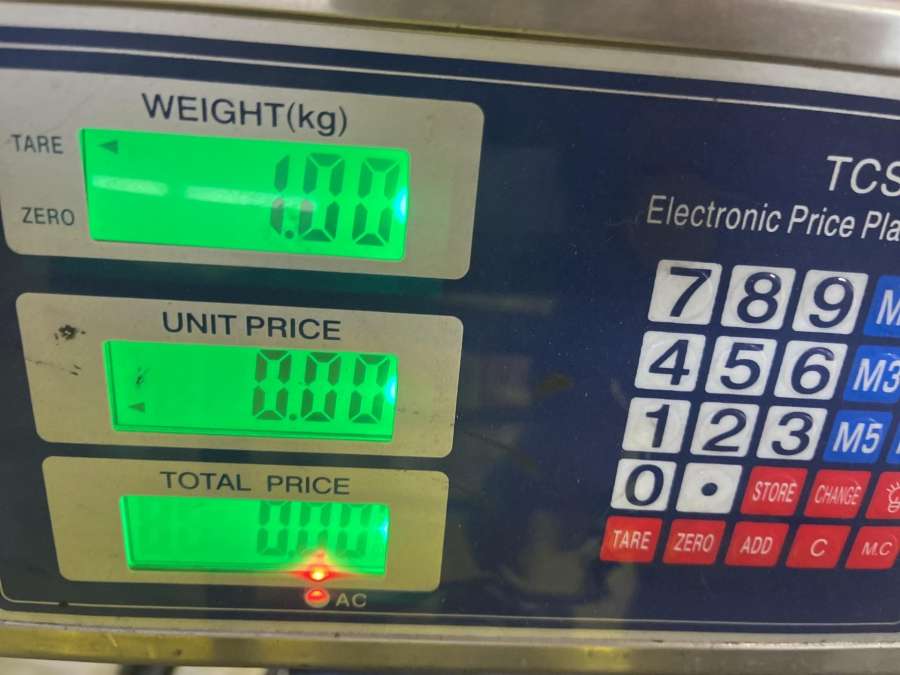 WEIGHT(kg)
TARE
1.00
ZERO
UNIT PRICE
0.00
TOTAL PRICE
0.00
AC
TCS
Electronic Price Pla
7 8 9 M
4 5 6 M3
1 2 3 M5
0 . STORE CHANGE
TARE ZERO ADD C M.C